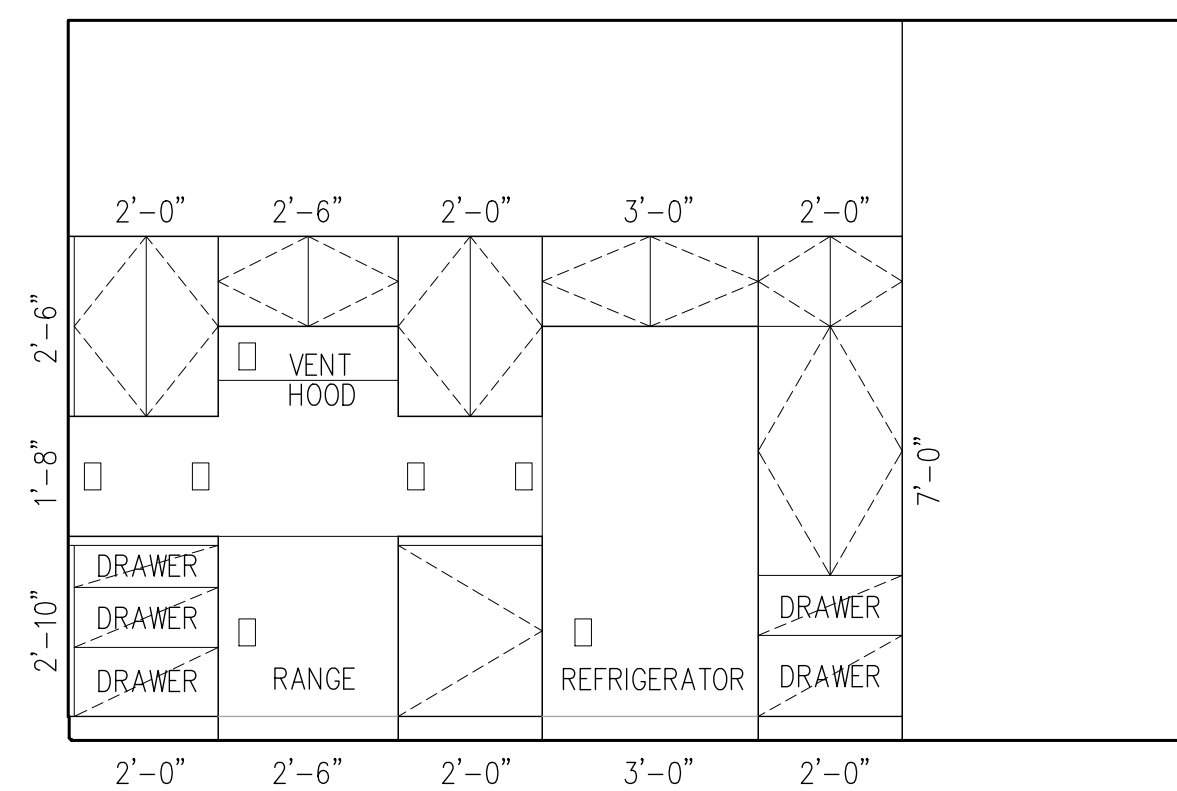 2'-0" 2'-6" 2'-0" 3'-0" 2'-0"
2'-6"
VENT
HOOD
1'-8"
7'-0"
DRAWER
DRAWER
DRAWER
2'-10"
DRAWER
RANGE
REFRIGERATOR
DRAWER
DRAWER
2'-0" 2'-6" 2'-0" 3'-0" 2'-0"